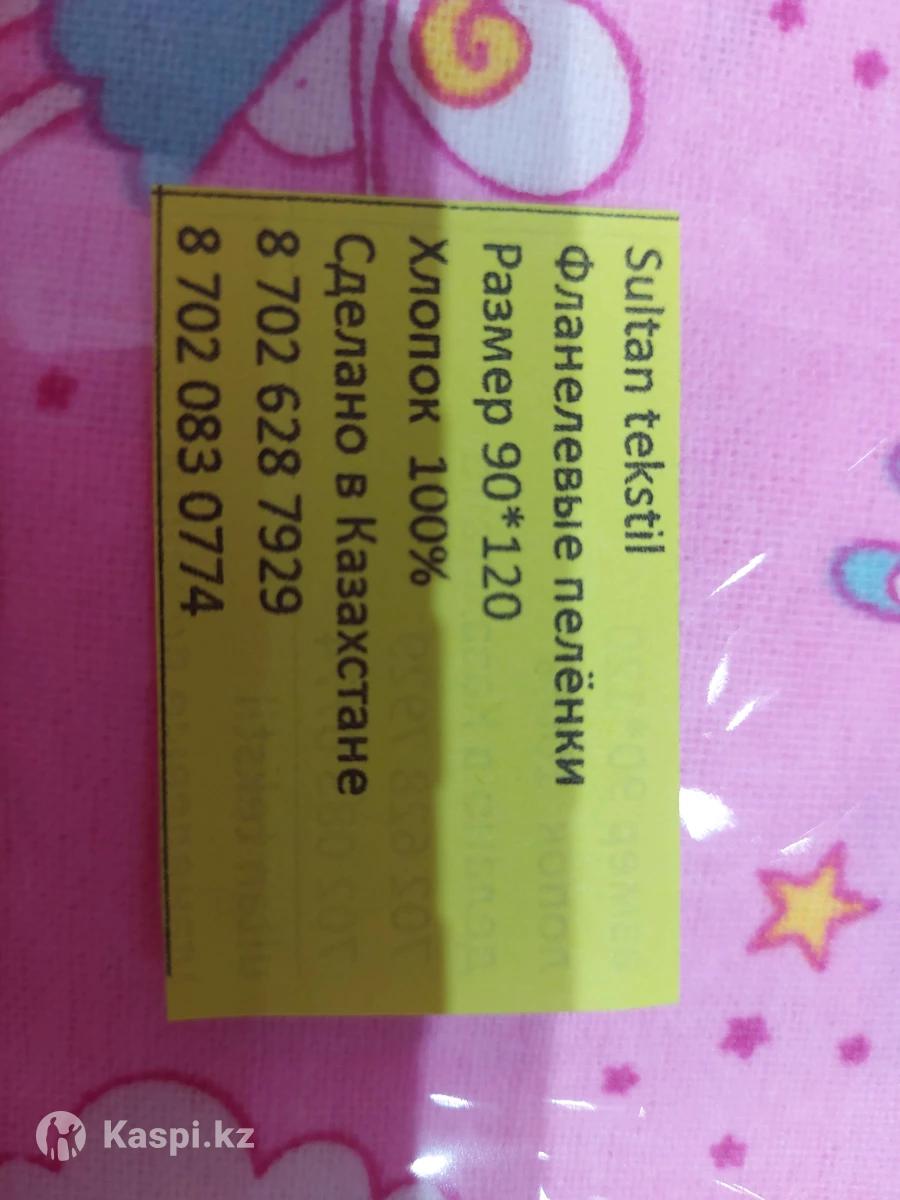 Sultan tekstil
Фланелевые пелёнки
Размер 90*120
Хлопок 100%
Сделано в Казахстане
8 702 628 7929
8 702 083 0774
Kaspi.kz